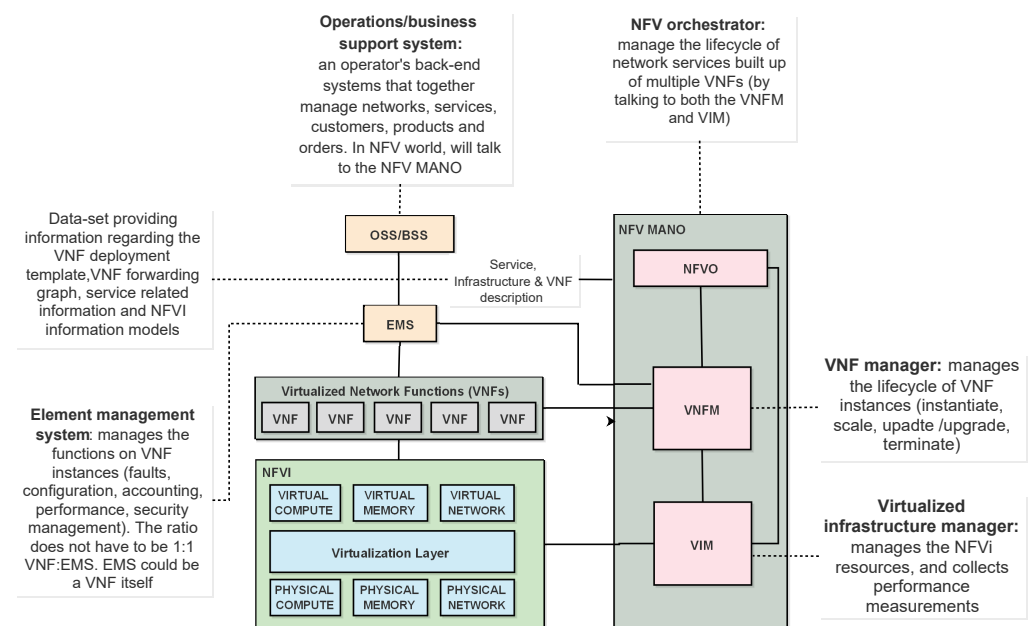 Operations/business
support system:
an operator's back-end
systems that together
manage networks, services,
customers, products and
orders. In NFV world, will talk
to the NFV MANO
NFV orchestrator:
manage the lifecycle of
network services built up
of multiple VNFs (by
talking to both the VNFM
and VIM)
Data-set providing
information regarding the
VNF deployment
template,VNF forwarding
graph, service related
information and NFVI
information models
OSS/BSS
Service,
Infrastructure & VNF
description
NFV MANO
NFVO
EMS
Element management
system: manages the
functions on VNF
instances (faults,
configuration, accounting,
performance, security
management). The ratio
does not have to be 1:1
VNF:EMS. EMS could be
a VNF itself
Virtualized Network Functions (VNFs)
VNF
VNF
VNF
VNF
VNF
VNFM
VNF manager: manages
the lifecycle of VNF
instances (instantiate,
scale, upadte /upgrade,
terminate)
NFVI
VIRTUAL
COMPUTE
VIRTUAL
MEMORY
VIRTUAL
NETWORK
Virtualization Layer
PHYSICAL
COMPUTE
PHYSICAL
MEMORY
PHYSICAL
NETWORK
VIM
Virtualized
infrastructure manager:
manages the NFVi
resources, and collects
performance
measurements